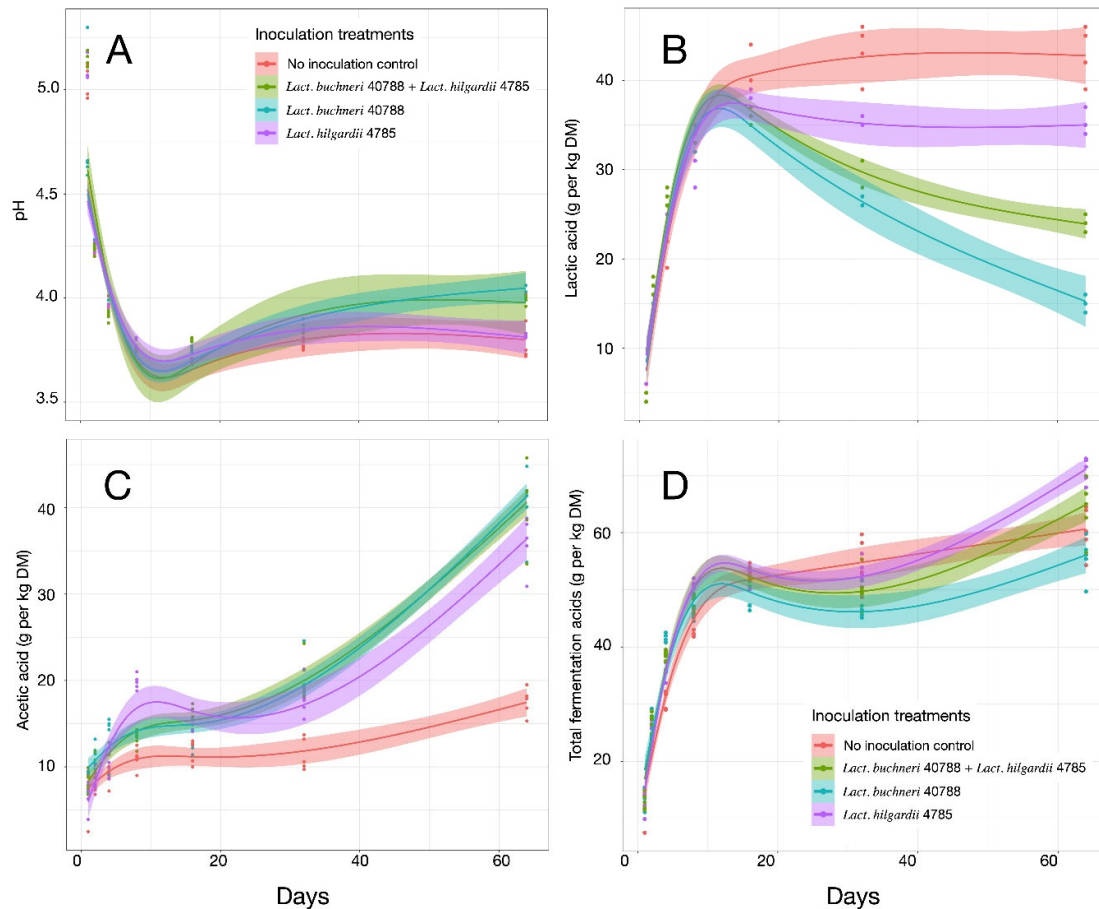 A
Inoculation treatments
No inoculation control
Lact. buchneri 40788 + Lact. hilgardii 4785
Lact. buchneri 40788
Lact. hilgardii 4785
pH
5.0
4.5
4.0
3.5
B
Lactic acid (g per kg DM)
40
30
20
10
0
20
40
60
C
Acetic acid (g per kg DM)
40
30
20
10
0
20
40
60
Days
D
Total fermentation acids (g per kg DM)
60
40
20
Inoculation treatments
No inoculation control
Lact. buchneri 40788 + Lact. hilgardii 4785
Lact. buchneri 40788
Lact. hilgardii 4785
0
20
40
60
Days